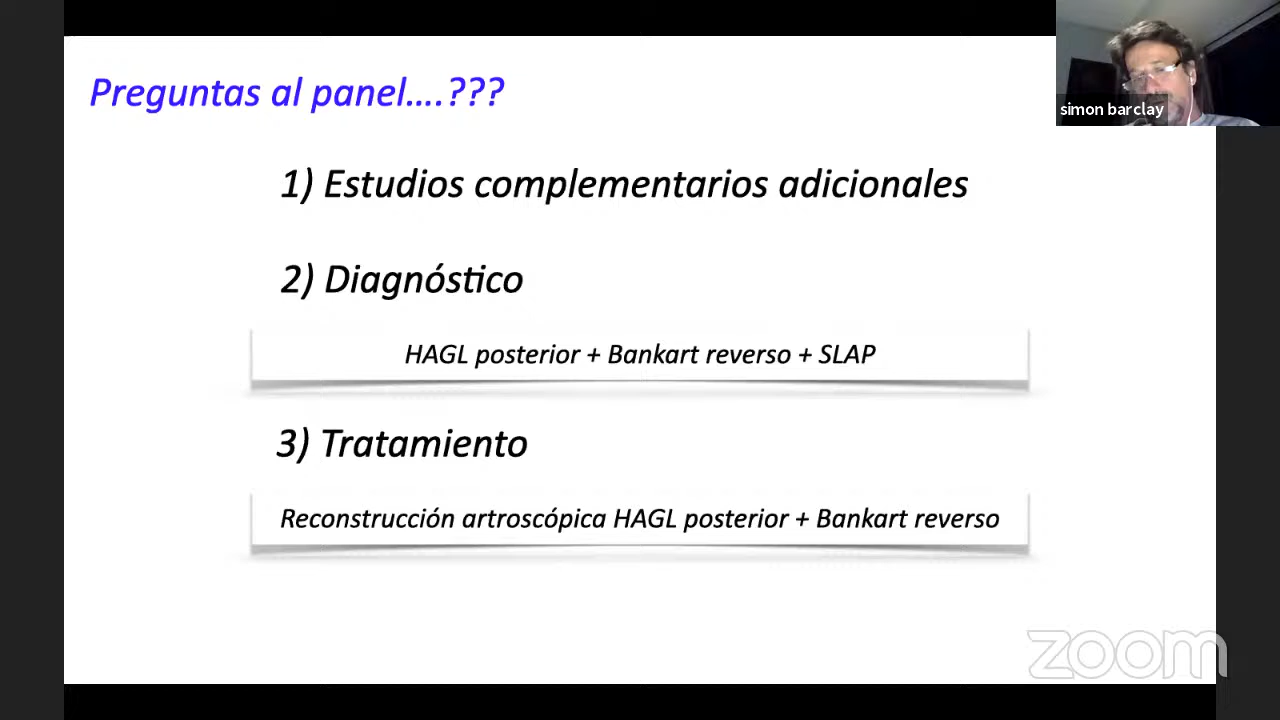 Preguntas al panel....???
simon barclay
1) Estudios complementarios adicionales
2) Diagnóstico
HAGL posterior + Bankart reverso + SLAP
3) Tratamiento
Reconstrucción artroscópica HAGL posterior + Bankart reverso
zoom